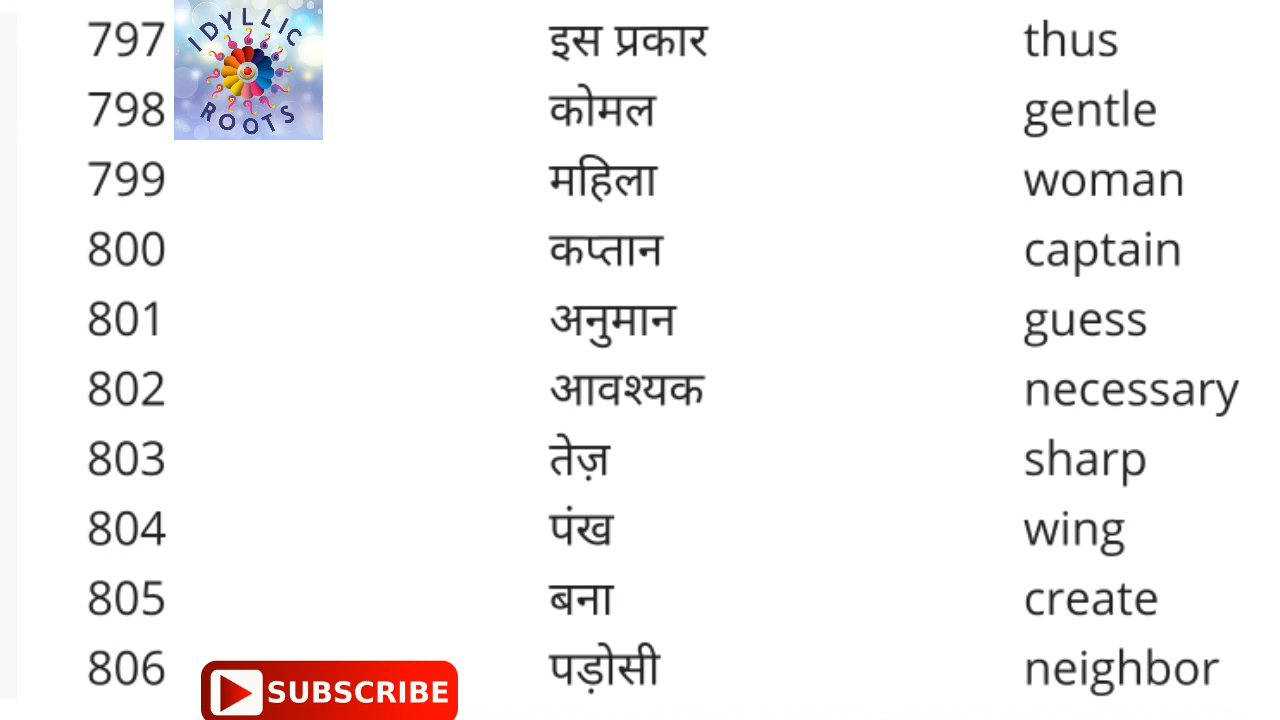 IDYLLIC
ROOTS
797 इस प्रकार thus
798 कोमल gentle
799 महिला woman
800 कप्तान captain
801 अनुमान guess
802 आवश्यक necessary
803 तेज़ sharp
804 पंख wing
805 बना create
806 पड़ोसी neighbor
SUBSCRIBE